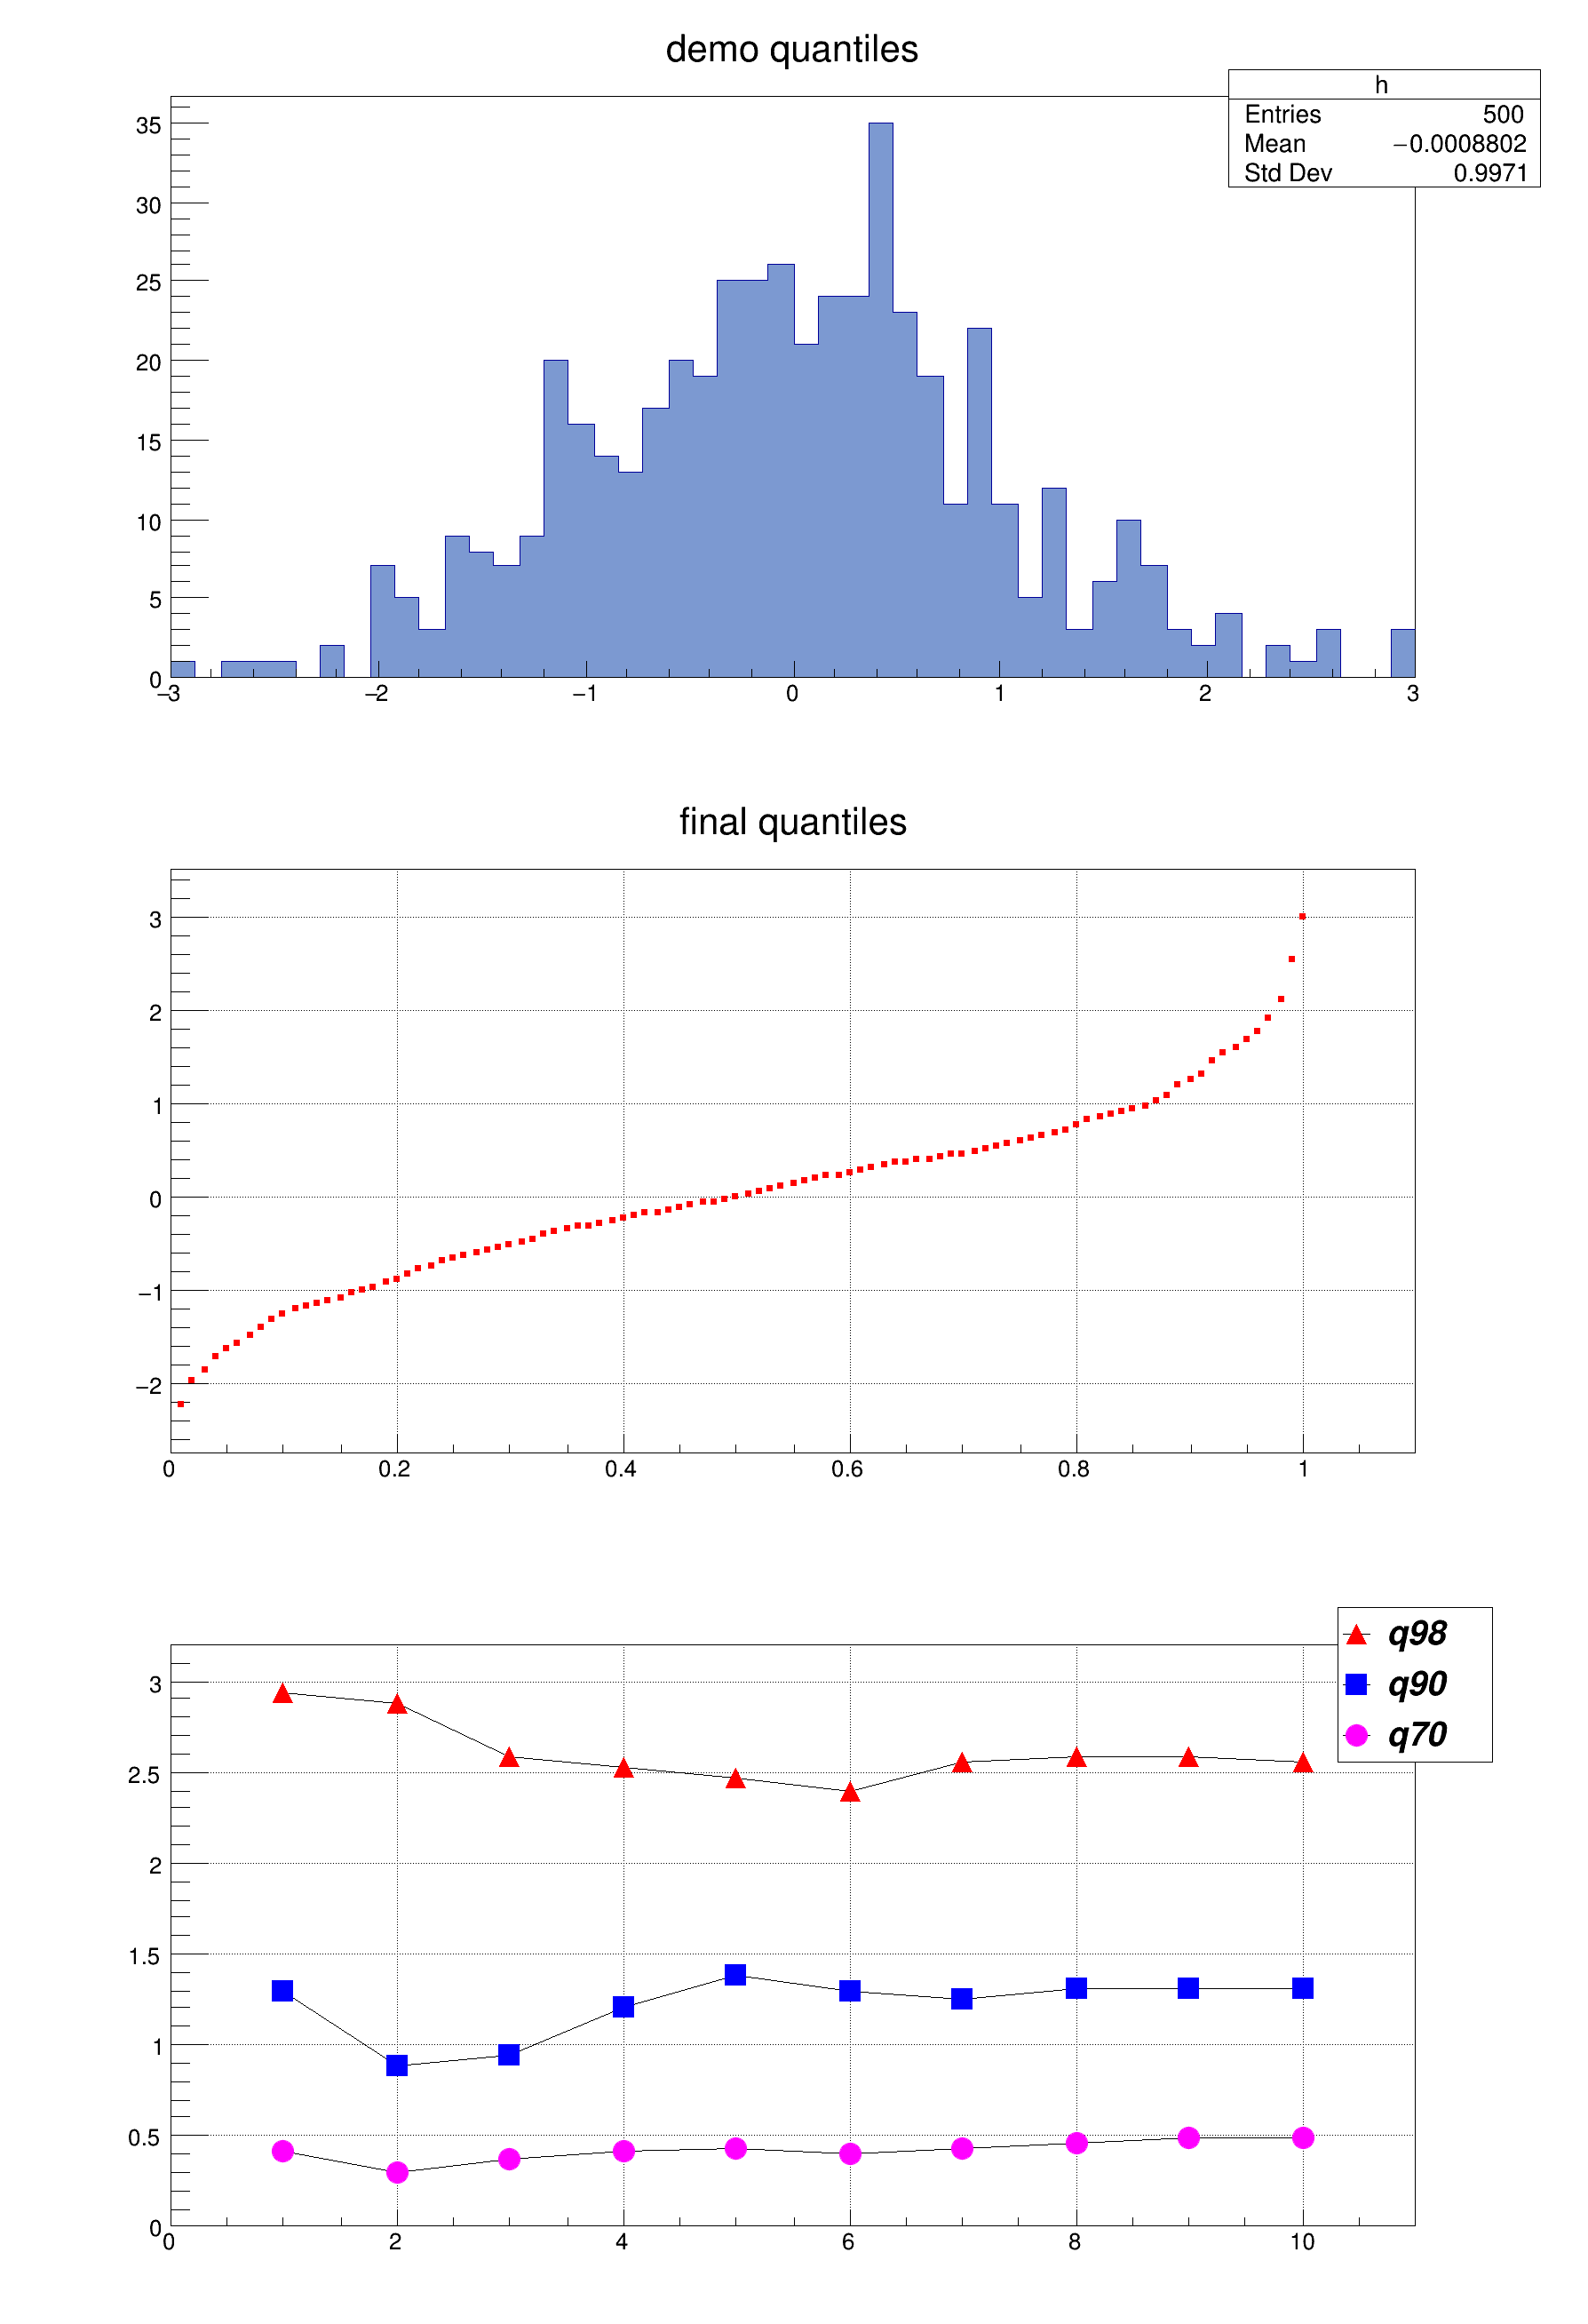 demo quantiles
h
Entries 500
Mean −0.0008802
Std Dev 0.9971
35
30
25
20
15
10
5
0
−3 −2 −1 0 1 2 3
final quantiles
3
2
1
0
−1
−2
0 0.2 0.4 0.6 0.8 1
q98
q90
q70
3
2.5
2
1.5
1
0.5
0
0 2 4 6 8 10